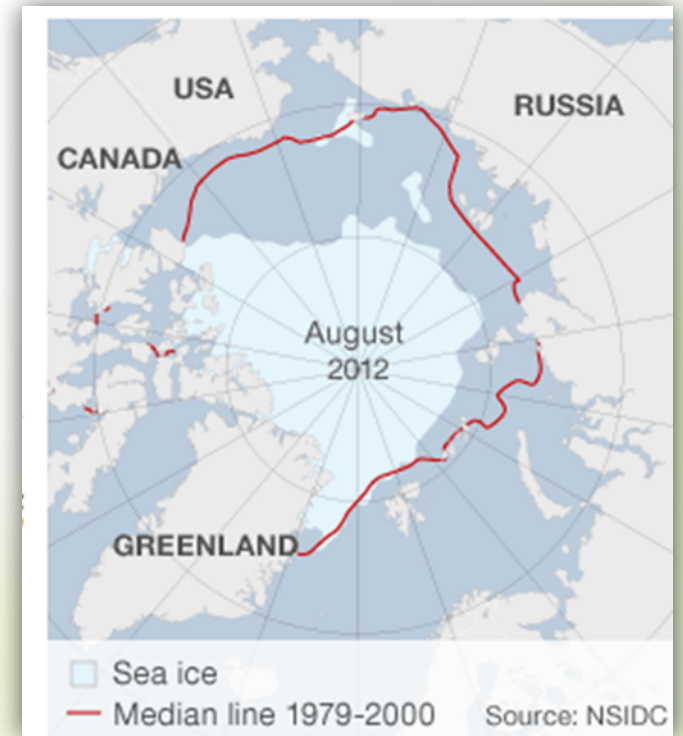 USA
RUSSIA
CANADA
August
2012
GREENLAND
Sea ice
Median line 1979-2000
Source: NSIDC